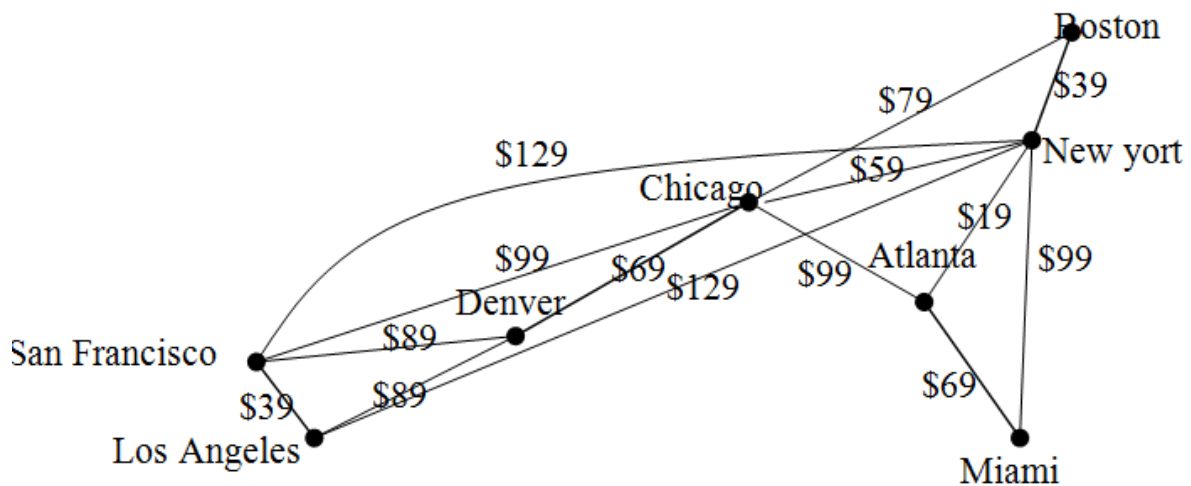 Boston
$79
$39
$129
New yort
$59
Chicago
$19
$99
$69
$99
Atlanta
$99
$129
Denver
San Francisco
$89
$69
$39
$89
Los Angeles
Miami